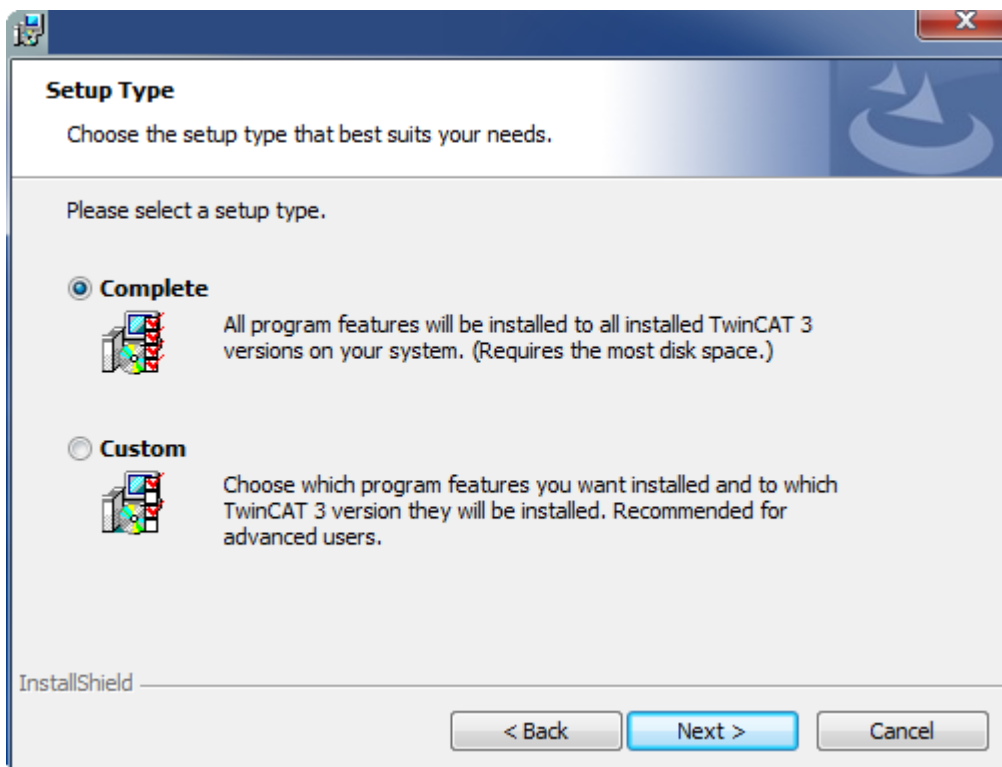 Setup Type
Choose the setup type that best suits your needs.
Please select a setup type.
Complete
All program features will be installed to all installed TwinCAT 3
versions on your system. (Requires the most disk space.)
Custom
Choose which program features you want installed and to which
TwinCAT 3 version they will be installed. Recommended for
advanced users.
InstallShield
< Back Next > Cancel